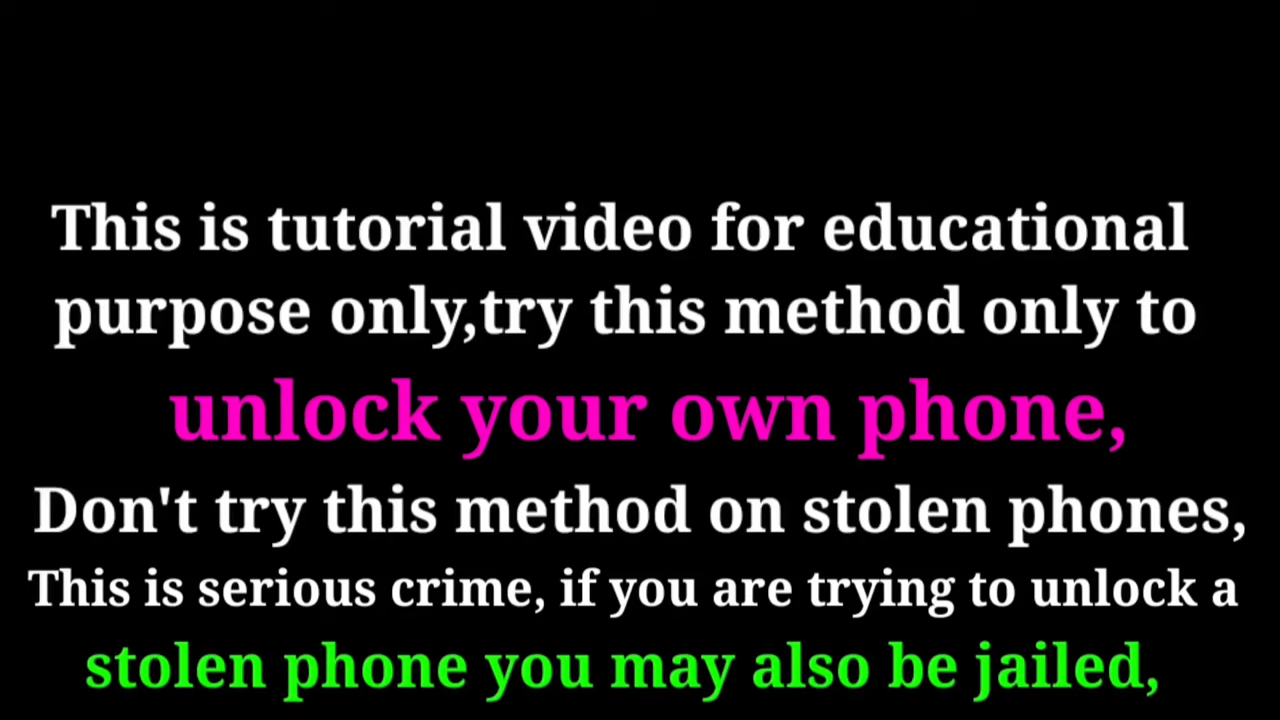 This is tutorial video for educational
purpose only,try this method only to
unlock your own phone,
Don't try this method on stolen phones,
This is serious crime, if you are trying to unlock a
stolen phone you may also be jailed,